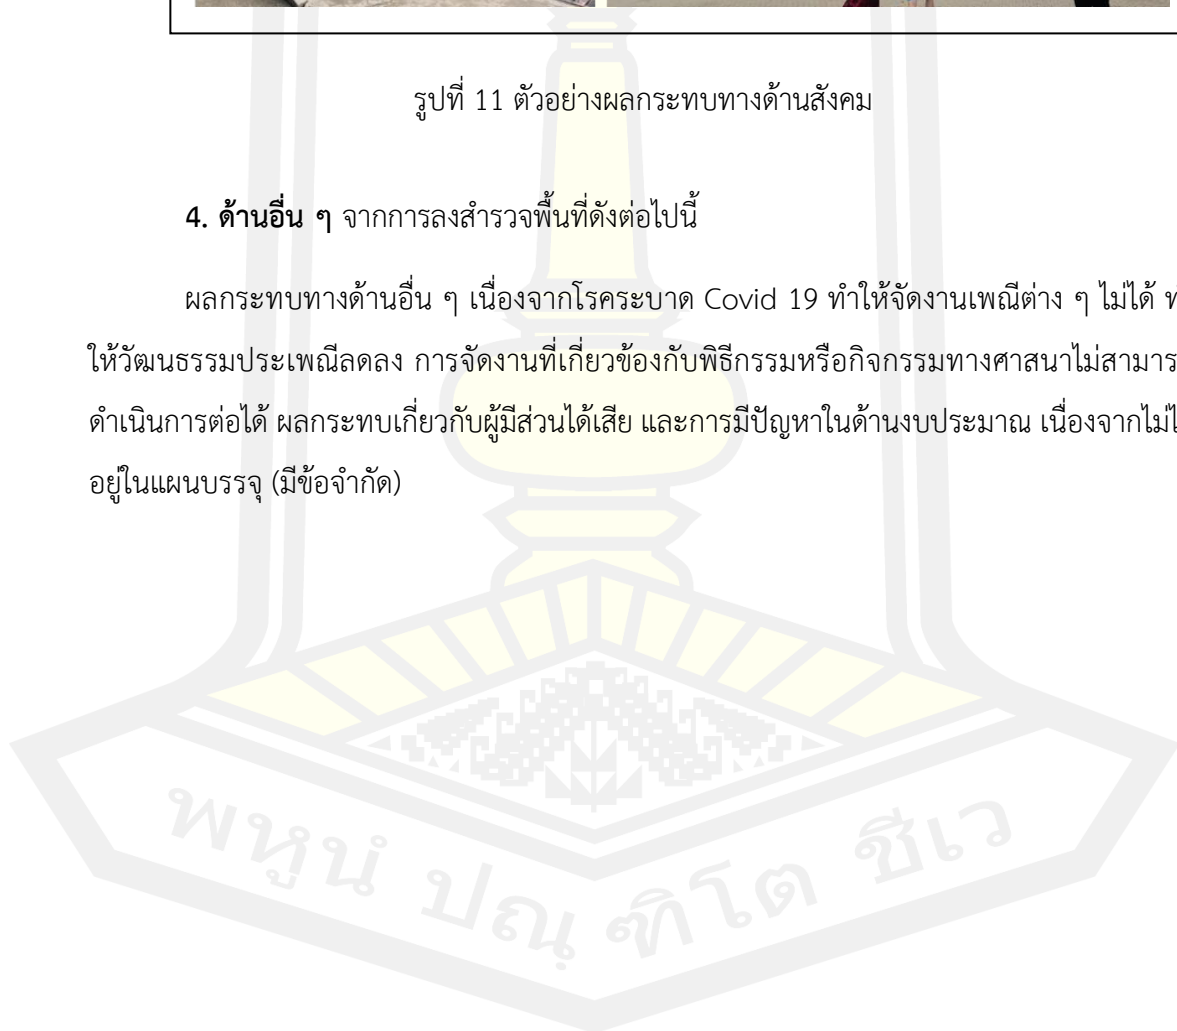 รูปที่ 11 ตัวอย่างผลกระทบทางด้านสังคม
4. ด้านอื่น ๆ จากการลงสำรวจพื้นที่ดังต่อไปนี้
ผลกระทบทางด้านอื่น ๆ เนื่องจากโรคระบาด Covid 19 ทำให้จัดงานเพณีต่าง ๆ ไม่ได้
ให้วัฒนธรรมประเพณีลดลง การจัดงานที่เกี่ยวข้องกับพิธีกรรมหรือกิจกรรมทางศาสนาไม่สามาร
ดำเนินการต่อได้ ผลกระทบเกี่ยวกับผู้มีส่วนได้เสีย และการมีปัญหาในด้านงบประมาณ เนื่องจากไม่
อยู่ในแผนบรรจุ (มีข้อจำกัด)
พหูนํ ปณฺฑิโต ชีเว